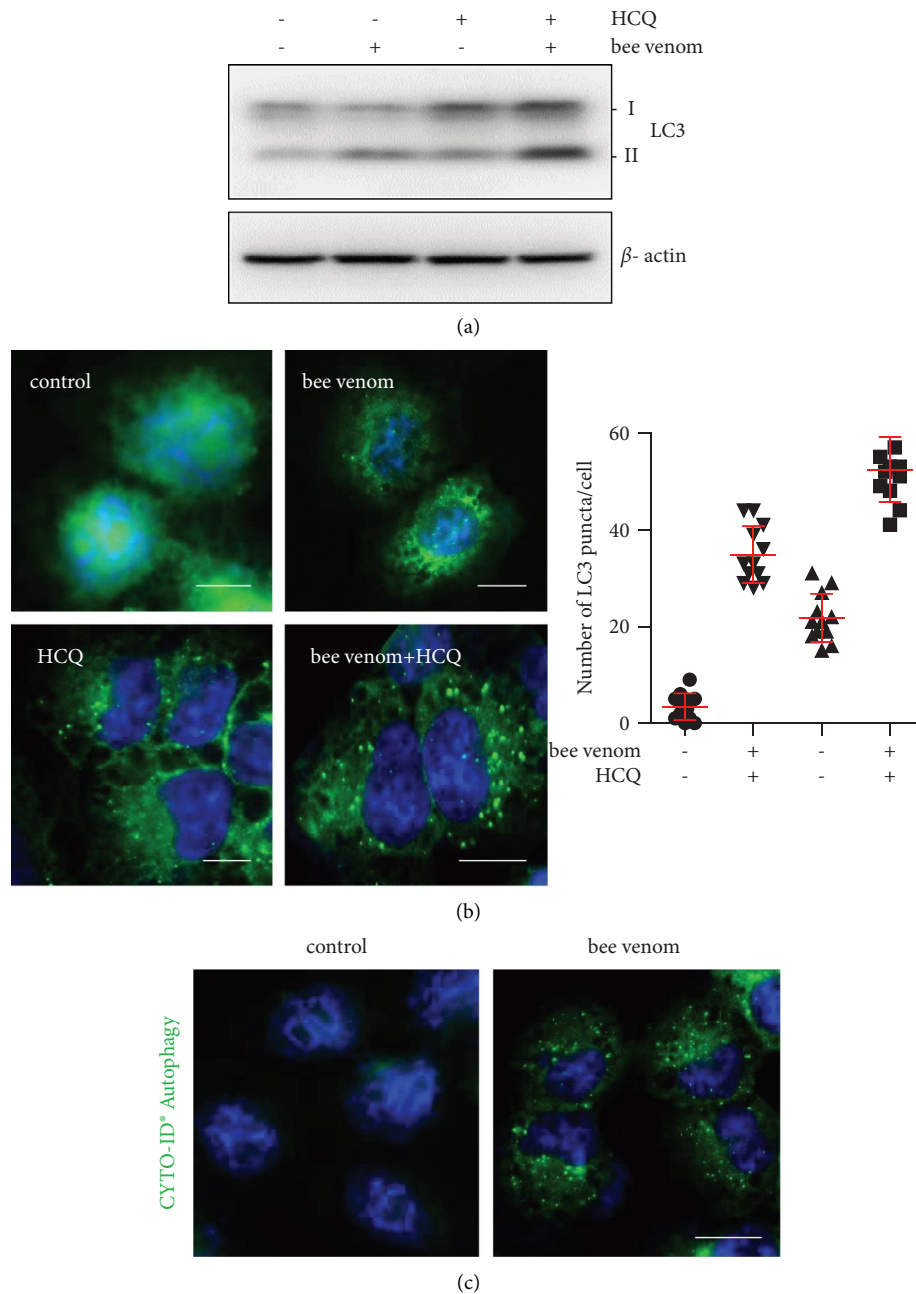 - - + + HCQ
- + - + bee venom
I
LC3
II
β- actin
(a)
control
bee venom
HCQ
bee venom+HCQ
Number of LC3 puncta/cell
60
40
20
0
bee venom - + - +
HCQ - + - +
(b)
control
bee venom
CYTO-ID® Autophagy
(c)